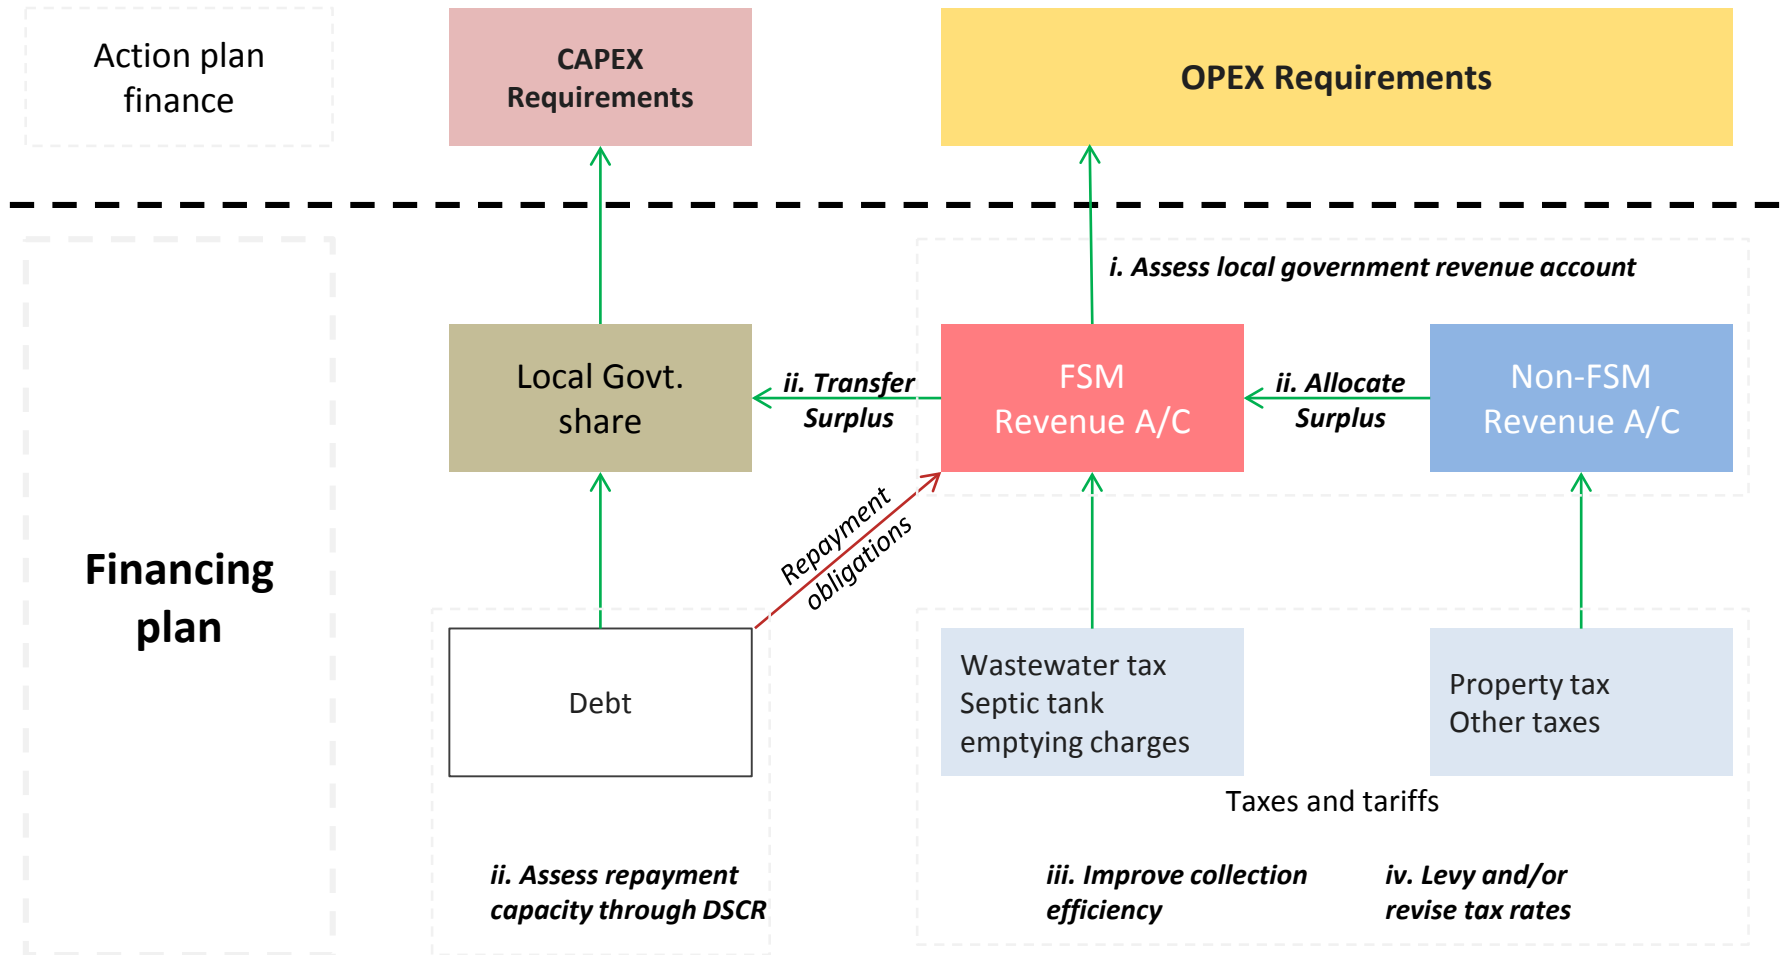 Action plan
finance
CAPEX
Requirements
OPEX Requirements
i. Assess local government revenue account
Financing
plan
Local Govt.
share
ii. Transfer
Surplus
FSM
Revenue A/C
ii. Allocate
Surplus
Non-FSM
Revenue A/C
Repayment
obligations
Debt
Wastewater tax
Septic tank
emptying charges
Property tax
Other taxes
Taxes and tariffs
ii. Assess repayment
capacity through DSCR
iii. Improve collection
efficiency
iv. Levy and/or
revise tax rates